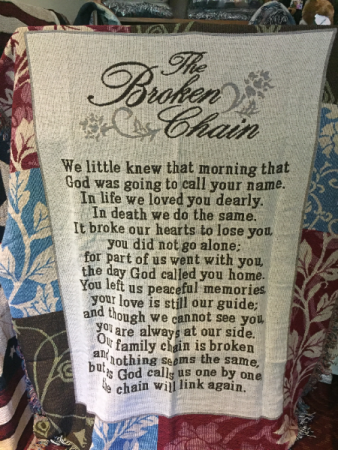 The
Broken
Chain
We little knew that morning that
God was going to call your name.
In life we loved you dearly.
In death we do the same.
It broke our hearts to lose you
you did not go alone;
for part of us went with you,
the day God called you home.
You left us peaceful memories
your love is still our guide;
and though we cannot see you
you are always at our side.
Our family chain is broken
and nothing seems the same,
but as God calls us one by one
the chain will link again.